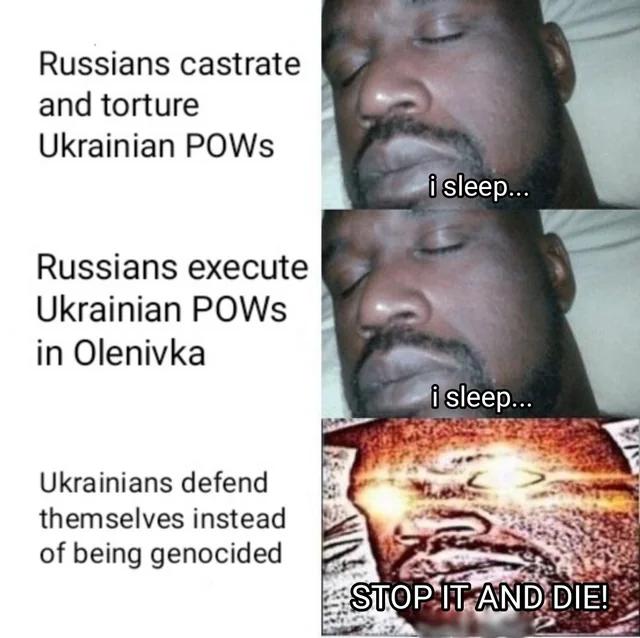 Russians castrate
and torture
Ukrainian POWs
i sleep...
Russians execute
Ukrainian POWs
in Olenivka
i sleep...
Ukrainians defend
themselves instead
of being genocided
STOP IT AND DIE!